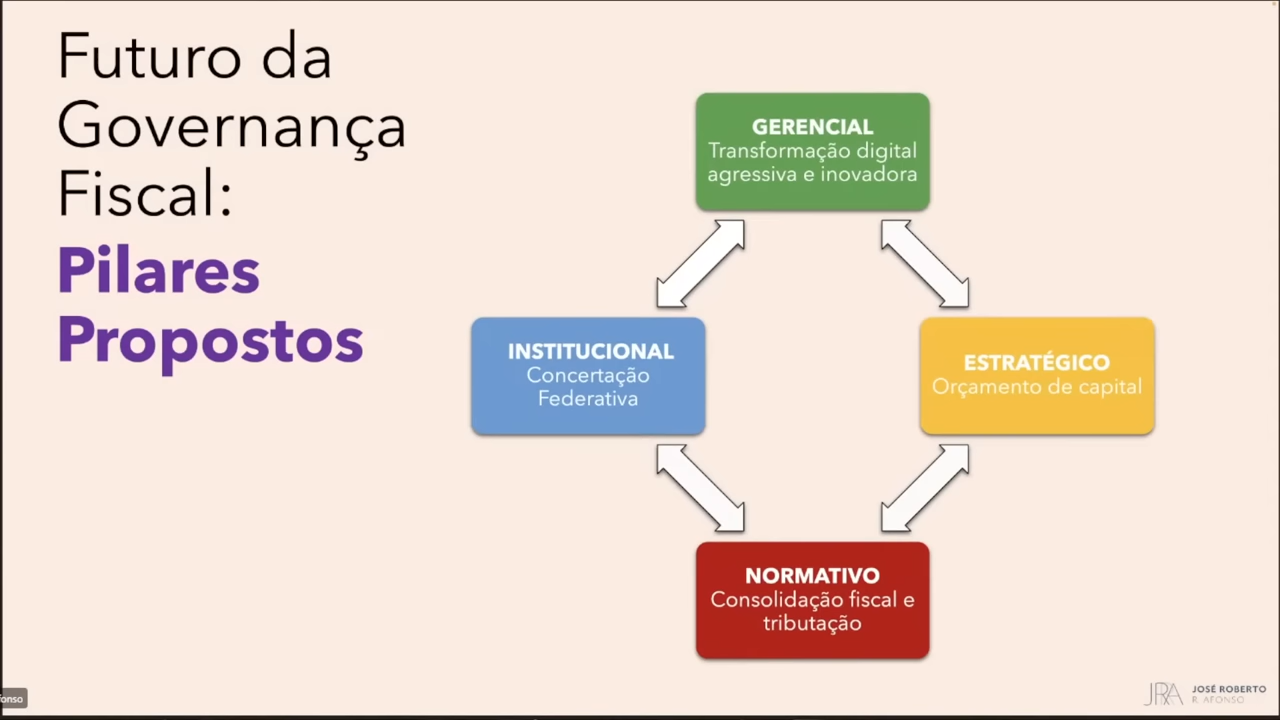 Futuro da
Governança
Fiscal:
Pilares
Propostos
GERENCIAL
Transformação digital
agressiva e inovadora
INSTITUCIONAL
Concertação
Federativa
ESTRATÉGICO
Orçamento de capital
NORMATIVO
Consolidação fiscal e
tributação
fonso
JRA
JOSÉ ROBERTO
R. AFONSO